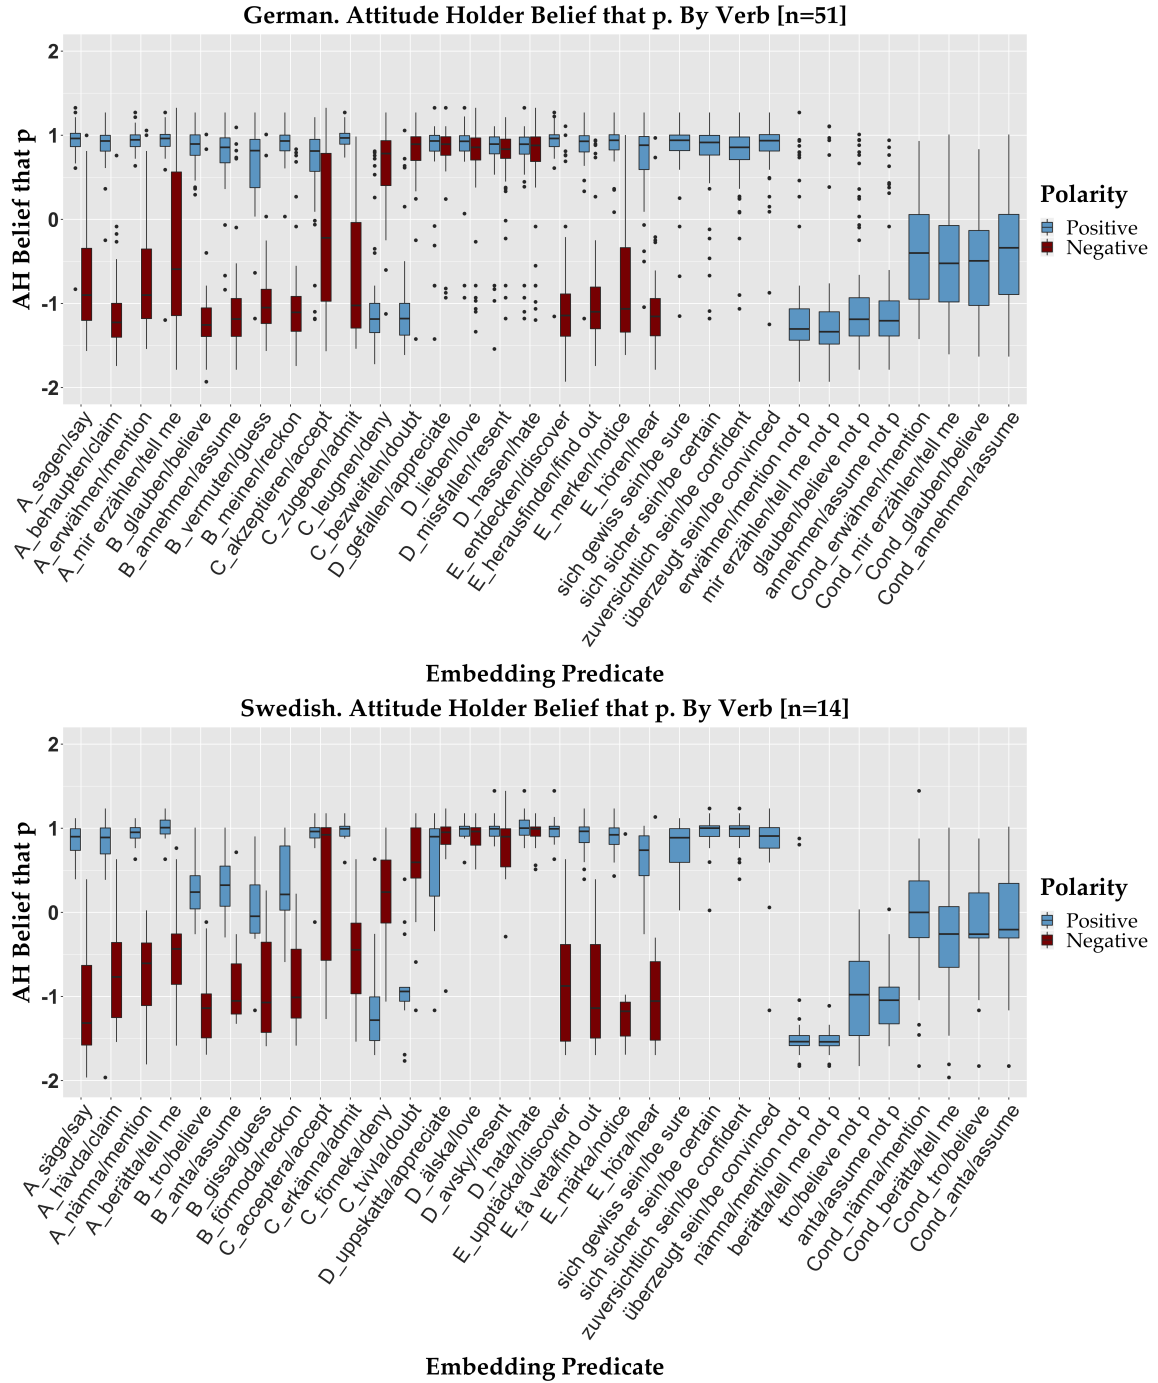 German. Attitude Holder Belief that p. By Verb [n=51]
AH Belief that p
2
1
0
-1
-2
A_sagen/say
A_behaupten/claim
A_erwähnen/mention
A_mir erzählen/tell me
B_glauben/believe
B_annehmen/assume
B_vermuten/guess
B_meinen/reckon
C_akzeptieren/accept
C_zugeben/admit
C_leugnen/deny
C_bezweifeln/doubt
D_gefallen/appreciate
D_lieben/love
D_missfallen/resent
D_hassen/hate
E_entdecken/discover
E_herausfinden/find out
E_merken/notice
E_hören/hear
sich gewiss sein/be sure
sich sicher sein/be certain
zuversichtlich sein/be confident
überzeugt sein/be convinced
erwähnen/mention not p
mir erzählen/tell me not p
glauben/believe not p
annehmen/assume not p
Cond_erwähnen/mention
Cond_mir erzählen/tell me
Cond_glauben/believe
Cond_annehmen/assume
Embedding Predicate
Polarity
Positive
Negative
Swedish. Attitude Holder Belief that p. By Verb [n=14]
AH Belief that p
2
1
0
-1
-2
A_säga/say
A_hävda/claim
A_nämna/mention
A_berätta/tell me
B_tro/believe
B_anta/assume
B_gissa/guess
B_förmoda/reckon
C_acceptera/accept
C_erkänna/admit
C_förneka/deny
C_tvivla/doubt
D_uppskatta/appreciate
D_älska/love
D_avsky/resent
D_hata/hate
E_upptäcka/discover
E_få veta/find out
E_märka/notice
E_höra/hear
sich gewiss sein/be sure
sich sicher sein/be certain
zuversichtlich sein/be confident
überzeugt sein/be convinced
nämna/mention not p
berätta/tell me not p
tro/believe not p
anta/assume not p
Cond_nämna/mention
Cond_berätta/tell me
Cond_tro/believe
Cond_anta/assume
Embedding Predicate
Polarity
Positive
Negative